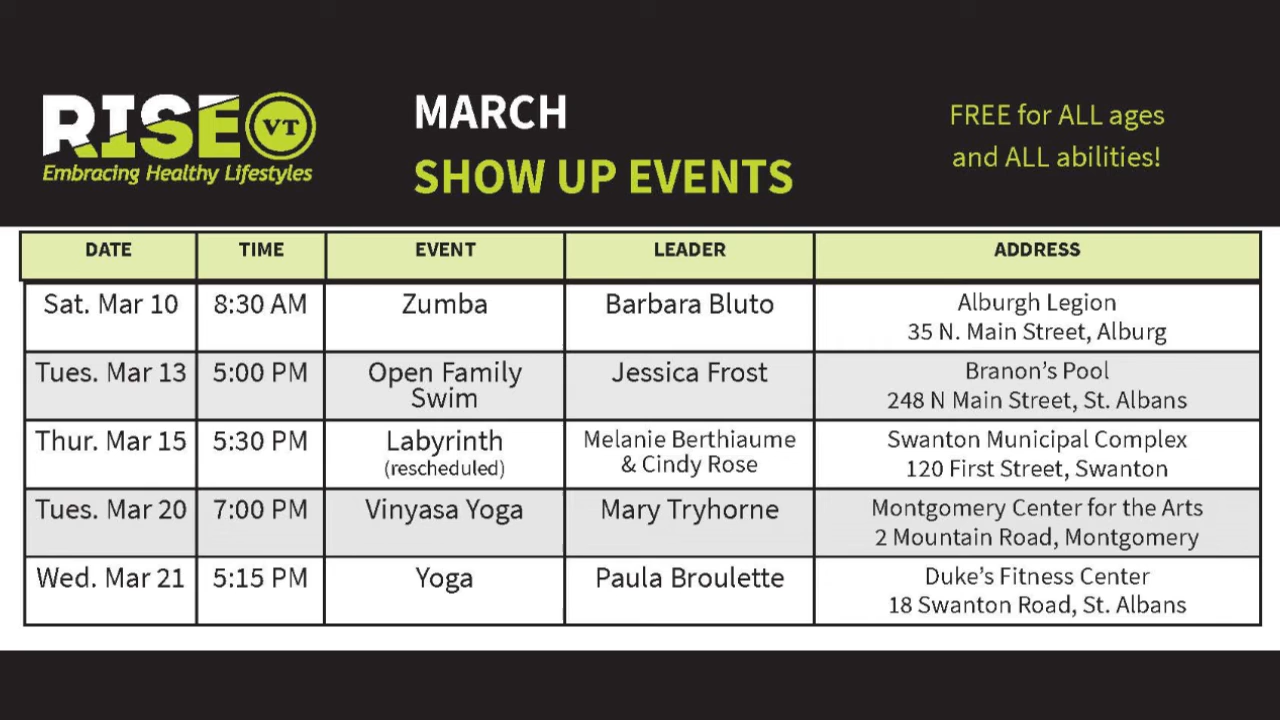 RISE VT
Embracing Healthy Lifestyles
MARCH
SHOW UP EVENTS
FREE for ALL ages
and ALL abilities!
DATE TIME EVENT LEADER ADDRESS
Sat. Mar 10 8:30 AM Zumba Barbara Bluto Alburgh Legion
35 N. Main Street, Alburg
Tues. Mar 13 5:00 PM Open Family Jessica Frost Branon's Pool
Swim 248 N Main Street, St. Albans
Thur. Mar 15 5:30 PM Labyrinth Melanie Berthiaume Swanton Municipal Complex
(rescheduled) & Cindy Rose 120 First Street, Swanton
Tues. Mar 20 7:00 PM Vinyasa Yoga Mary Tryhorne Montgomery Center for the Arts
2 Mountain Road, Montgomery
Wed. Mar 21 5:15 PM Yoga Paula Broulette Duke's Fitness Center
18 Swanton Road, St. Albans